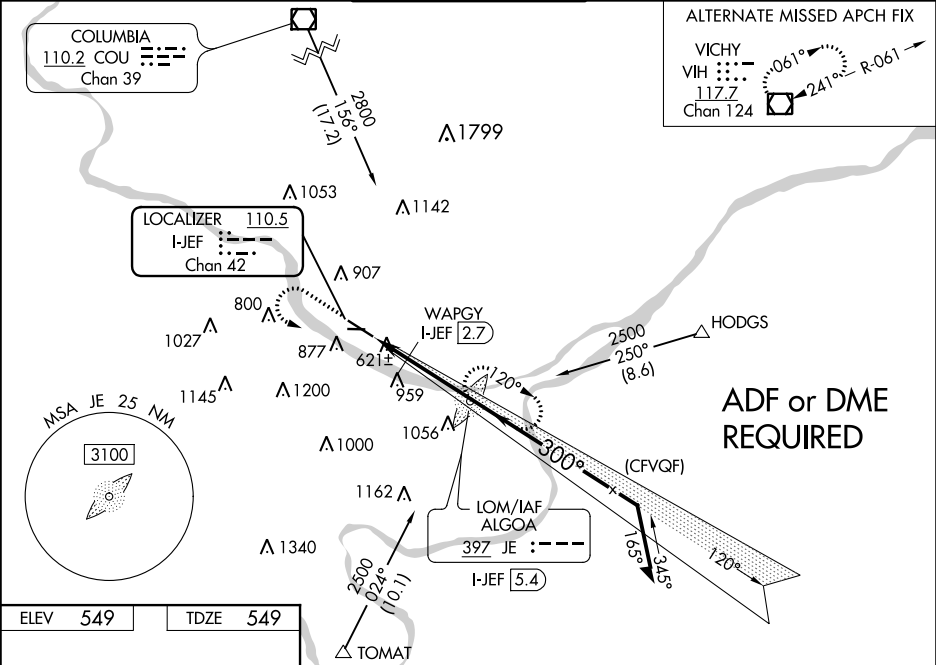 COLUMBIA
110.2 COU
Chan 39
ALTERNATE MISSED APCH FIX
VICHY
VIH
117.7
Chan 124
061°
241°
R-061
2800
156°
(17.2)
1799
1053
1142
LOCALIZER 110.5
I-JEF
Chan 42
907
800
1027
877
621±
WAPGY
I-JEF 2.7
HODGS
2500
250°
(8.6)
1145
1200
959
120°
1056
1000
MSA JE 25 NM
3100
ADF or DME
REQUIRED
300°
(CFVQF)
1162
LOM/IAF
ALGOA
397 JE
I-JEF 5.4
165°
345°
120°
1340
2500
024°
(10.1)
TOMAT
ELEV 549
TDZE 549